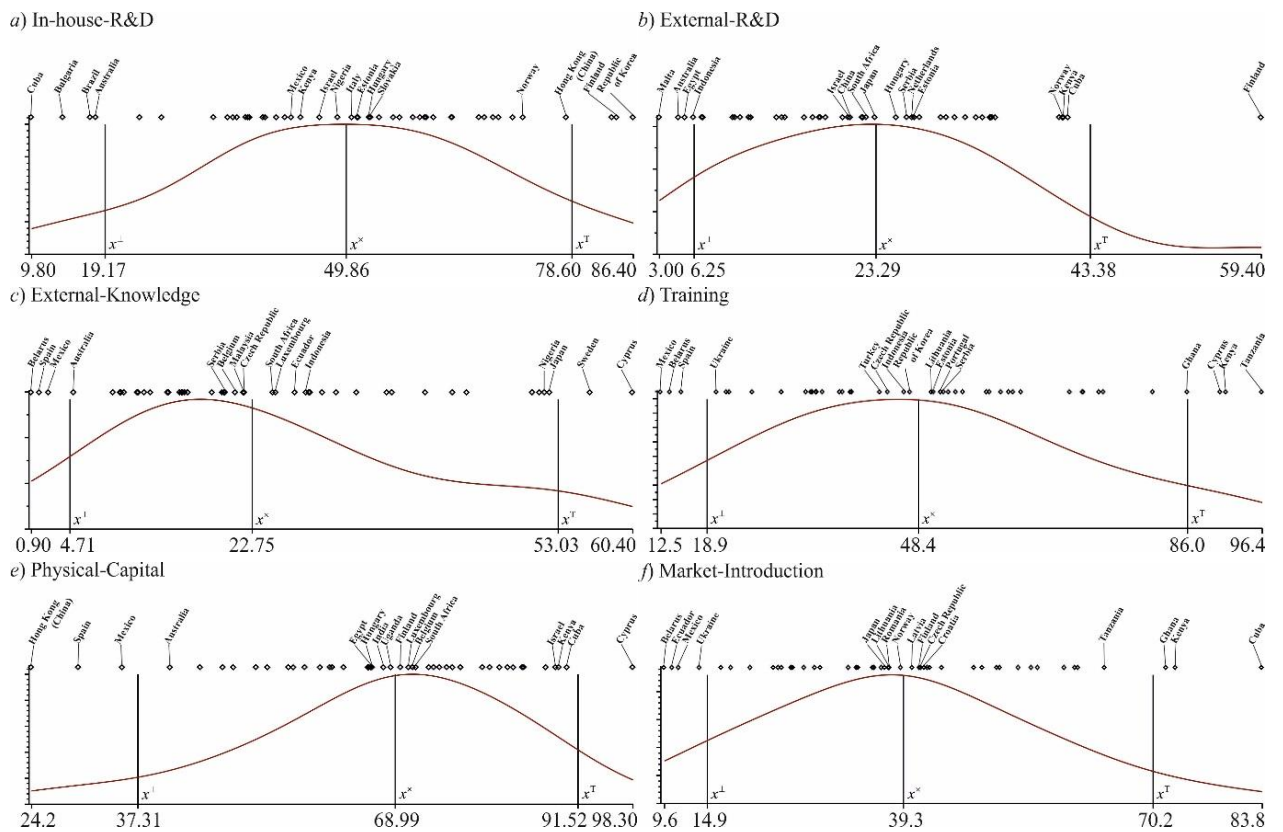 a) In-house-R&D
Cuba
Bulgaria
Brazil
Australia
Mexico
Kenya
Israel
Nigeria
Italy
Estonia
Hungary
Slovakia
Norway
Hong Kong
(China)
Finland
Republic
of Korea
x⊥
x×
xT
9.80 19.17 49.86 78.60 86.40
b) External-R&D
Malta
Australia
Egypt
Indonesia
Israel
China
South Africa
Japan
Hungary
Serbia
Netherlands
Estonia
Norway
Kenya
Cuba
Finland
x⊥
x×
xT
3.00 6.25 23.29 43.38 59.40
c) External-Knowledge
Belarus
Spain
Mexico
Australia
Serbia
Belgium
Malaysia
Czech Republic
South Africa
Luxembourg
Ecuador
Indonesia
Nigeria
Japan
Sweden
Cyprus
x⊥
x×
xT
0.90 4.71 22.75 53.03 60.40
d) Training
Mexico
Belarus
Spain
Ukraine
Turkey
Czech Republic
Indonesia
Republic
of Korea
Lithuania
Estonia
Portugal
Serbia
Ghana
Cyprus
Kenya
Tanzania
x⊥
x×
xT
12.5 18.9 48.4 86.0 96.4
e) Physical-Capital
Hong Kong
(China)
Spain
Mexico
Australia
Egypt
Hungary
India
Uganda
Finland
Luxembourg
Belgium
South Africa
Israel
Kenya
Cuba
Cyprus
x⊥
x×
xT
24.2 37.31 68.99 91.52 98.30
f) Market-Introduction
Belarus
Ecuador
Mexico
Ukraine
Japan
Lithuania
Romania
Norway
Latvia
Finland
Czech Republic
Croatia
Tanzania
Ghana
Kenya
Cuba
x⊥
x×
xT
9.6 14.9 39.3 70.2 83.8